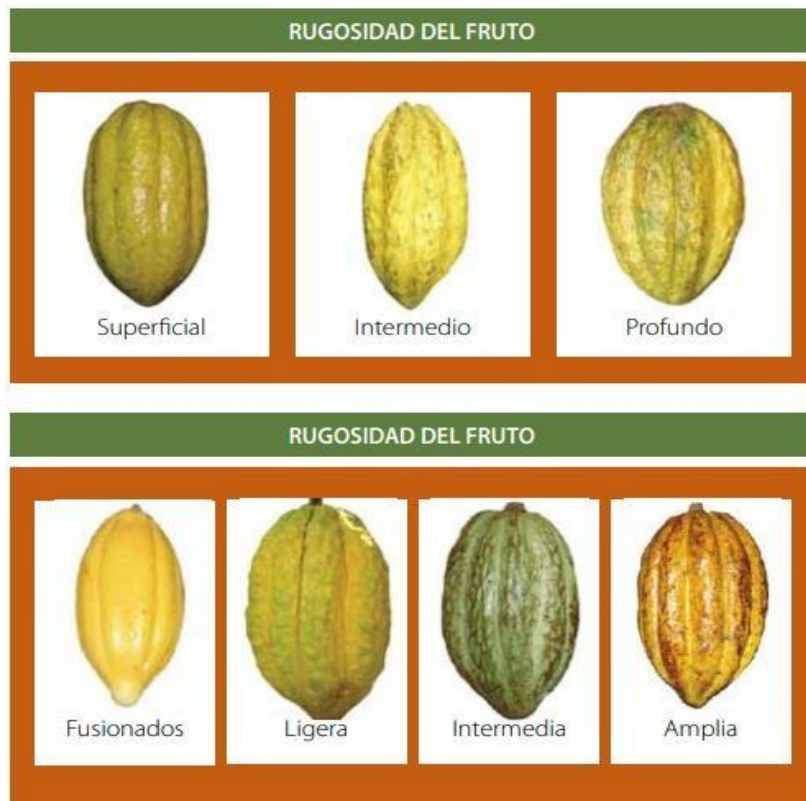 RUGOSIDAD DEL FRUTO
Superficial
Intermedio
Profundo
RUGOSIDAD DEL FRUTO
Fusionados
Ligera
Intermedia
Amplia